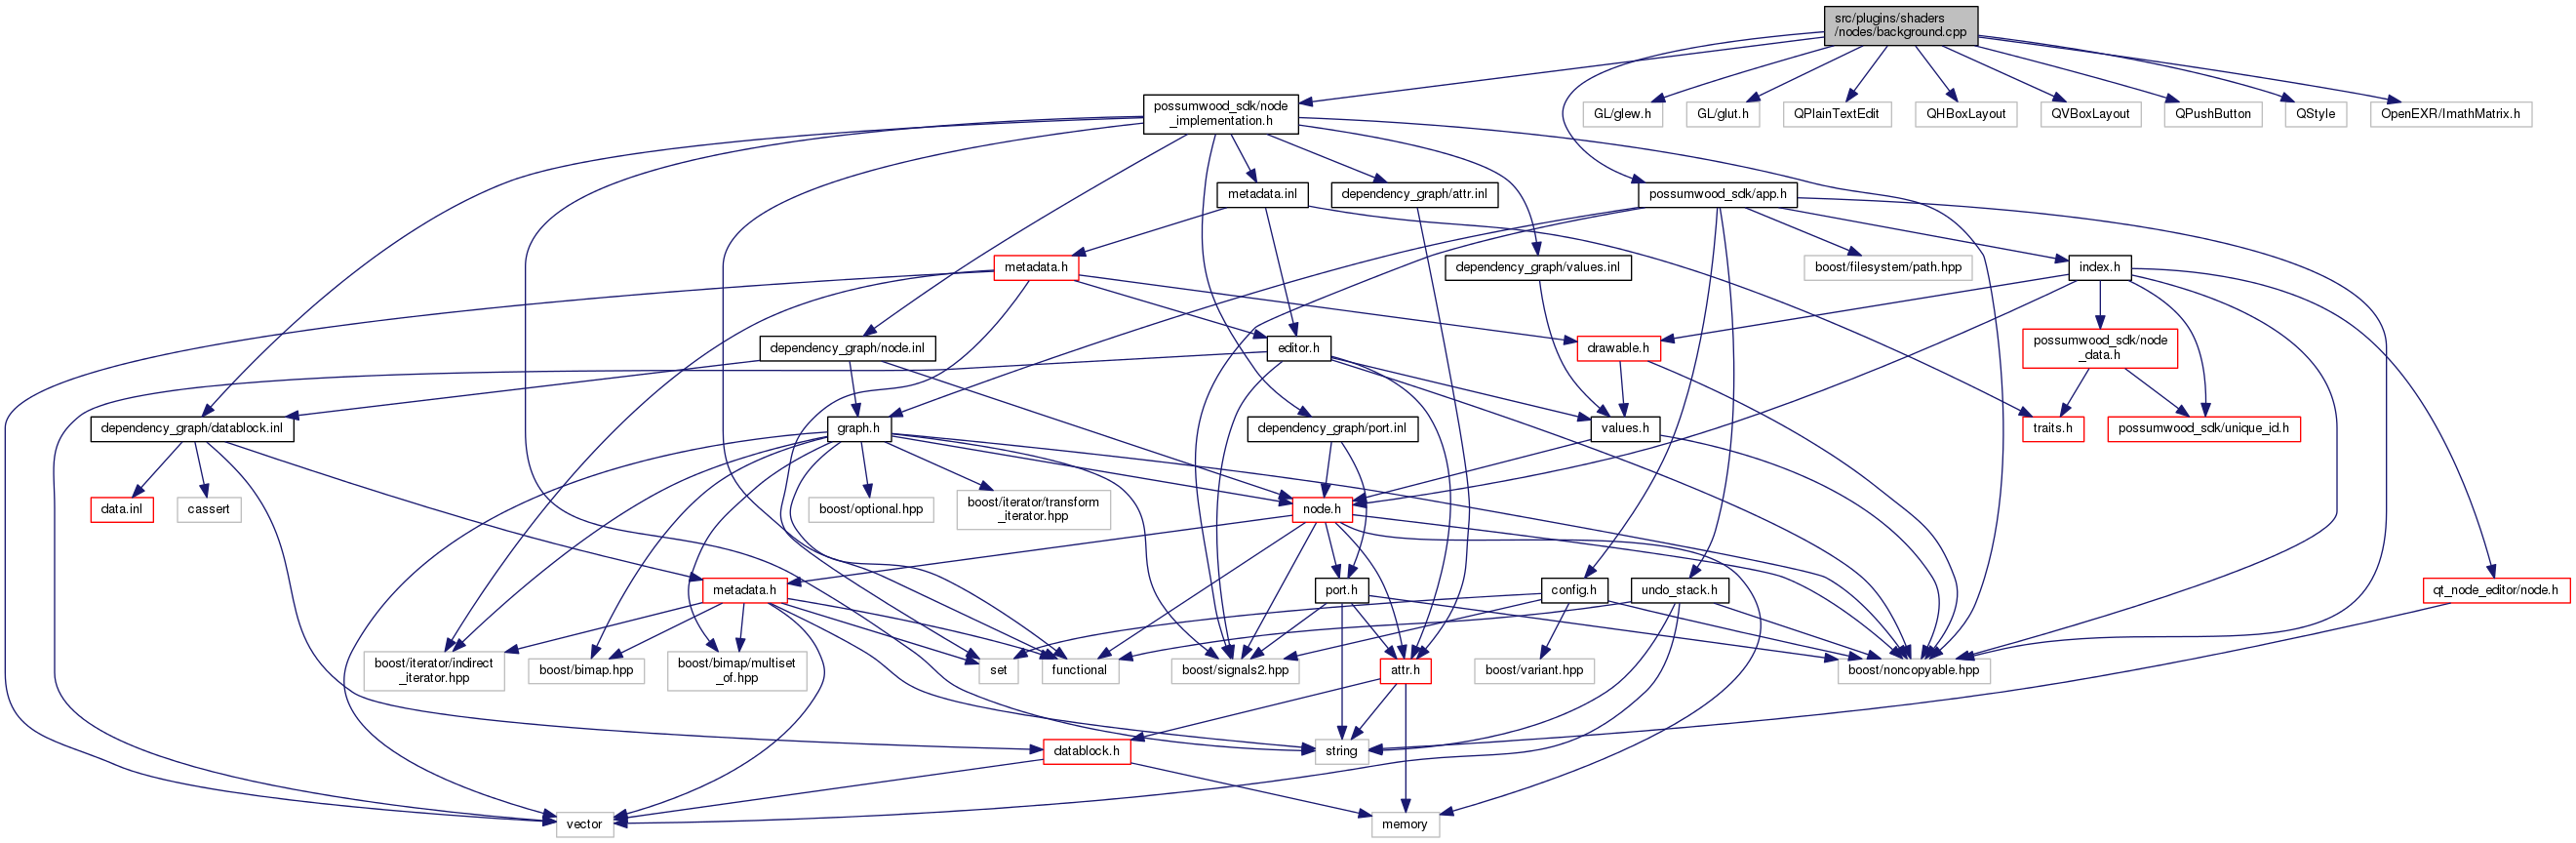 src/plugins/shaders
/nodes/background.cpp
possumwood_sdk/node
_implementation.h
GL/glew.h
GL/glut.h
QPlainTextEdit
QHBoxLayout
QVBoxLayout
QPushButton
QStyle
OpenEXR/ImathMatrix.h
metadata.inl
dependency_graph/attr.inl
possumwood_sdk/app.h
metadata.h
dependency_graph/values.inl
boost/filesystem/path.hpp
index.h
dependency_graph/node.inl
editor.h
drawable.h
possumwood_sdk/node
_data.h
dependency_graph/datablock.inl
graph.h
dependency_graph/port.inl
values.h
traits.h
possumwood_sdk/unique_id.h
data.inl
cassert
boost/optional.hpp
boost/iterator/transform
_iterator.hpp
node.h
metadata.h
port.h
config.h
undo_stack.h
qt_node_editor/node.h
boost/iterator/indirect
_iterator.hpp
boost/bimap.hpp
boost/bimap/multiset
_of.hpp
set
functional
boost/signals2.hpp
attr.h
boost/variant.hpp
boost/noncopyable.hpp
datablock.h
string
vector
memory